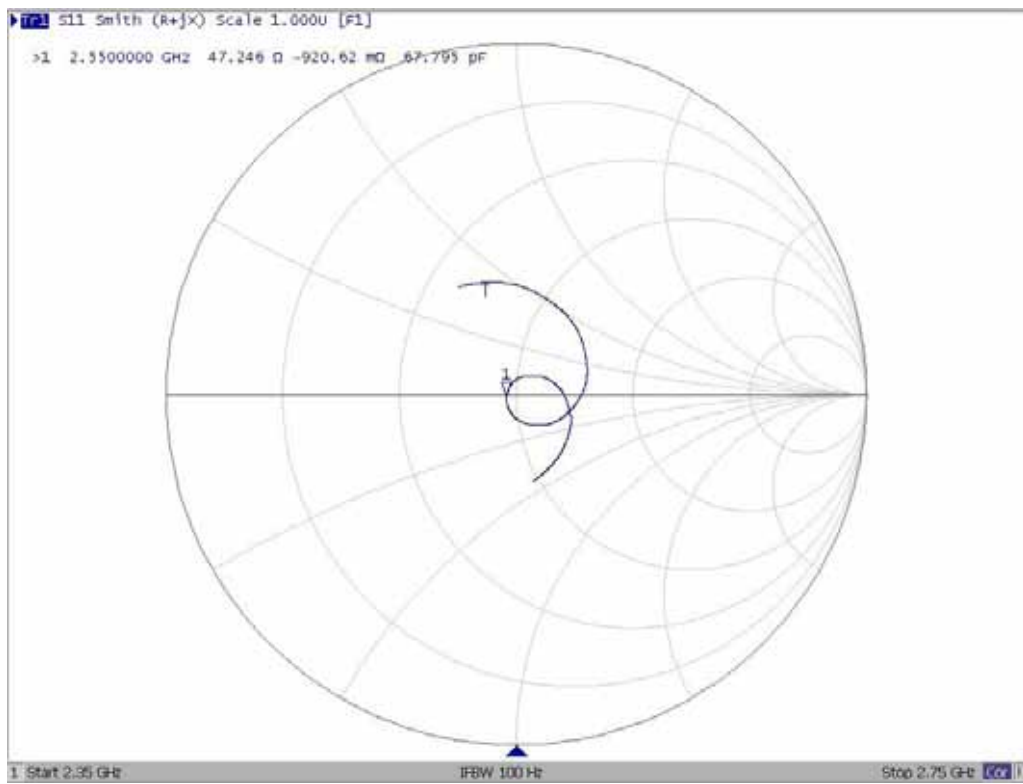 Tr1 S11 Smith (R+jX) Scale 1.000U [F1]
>1 2.5500000 GHz 47.246 Ω -920.62 mΩ 67.795 pF
1
1 Start 2.35 GHz IFBW 100 Hz Stop 2.75 GHz Cor